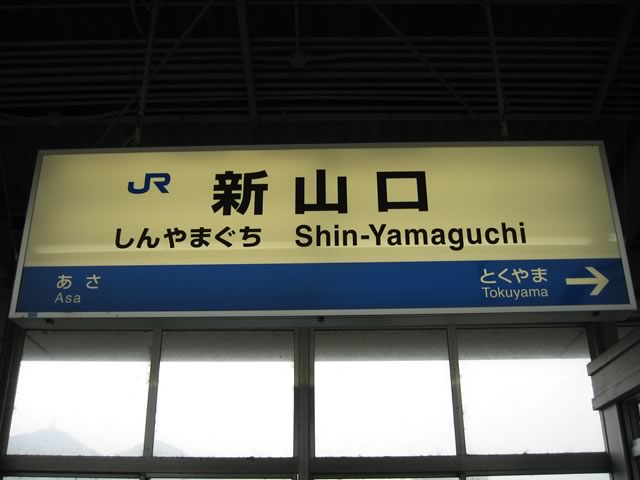 JR 新山口
しんやまぐち Shin-Yamaguchi
あさ とくやま →
Asa Tokuyama